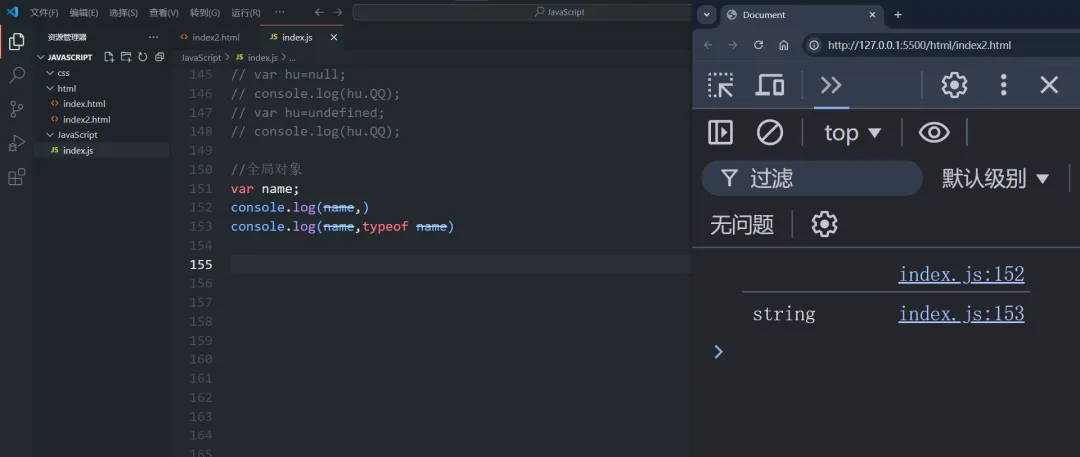 文件(F) 编辑(E) 选择(S) 查看(V) 转到(G) 运行(R) ··· ← → JavaScript
资源管理器 ···
JAVASCRIPT
css
html
index.html
index2.html
JavaScript
JS index.js
index2.html JS index.js ×
JavaScript > JS index.js > ...
145 // var hu=null;
146 // console.log(hu.QQ);
147 // var hu=undefined;
148 // console.log(hu.QQ);
149
150 //全局对象
151 var name;
152 console.log(name,)
153 console.log(name,typeof name)
154
155
156
157
158
159
160
161
162
163
164
165
Document × +
http://127.0.0.1:5500/html/index2.html
top
过滤 默认级别
无问题
index.js:152
string index.js:153